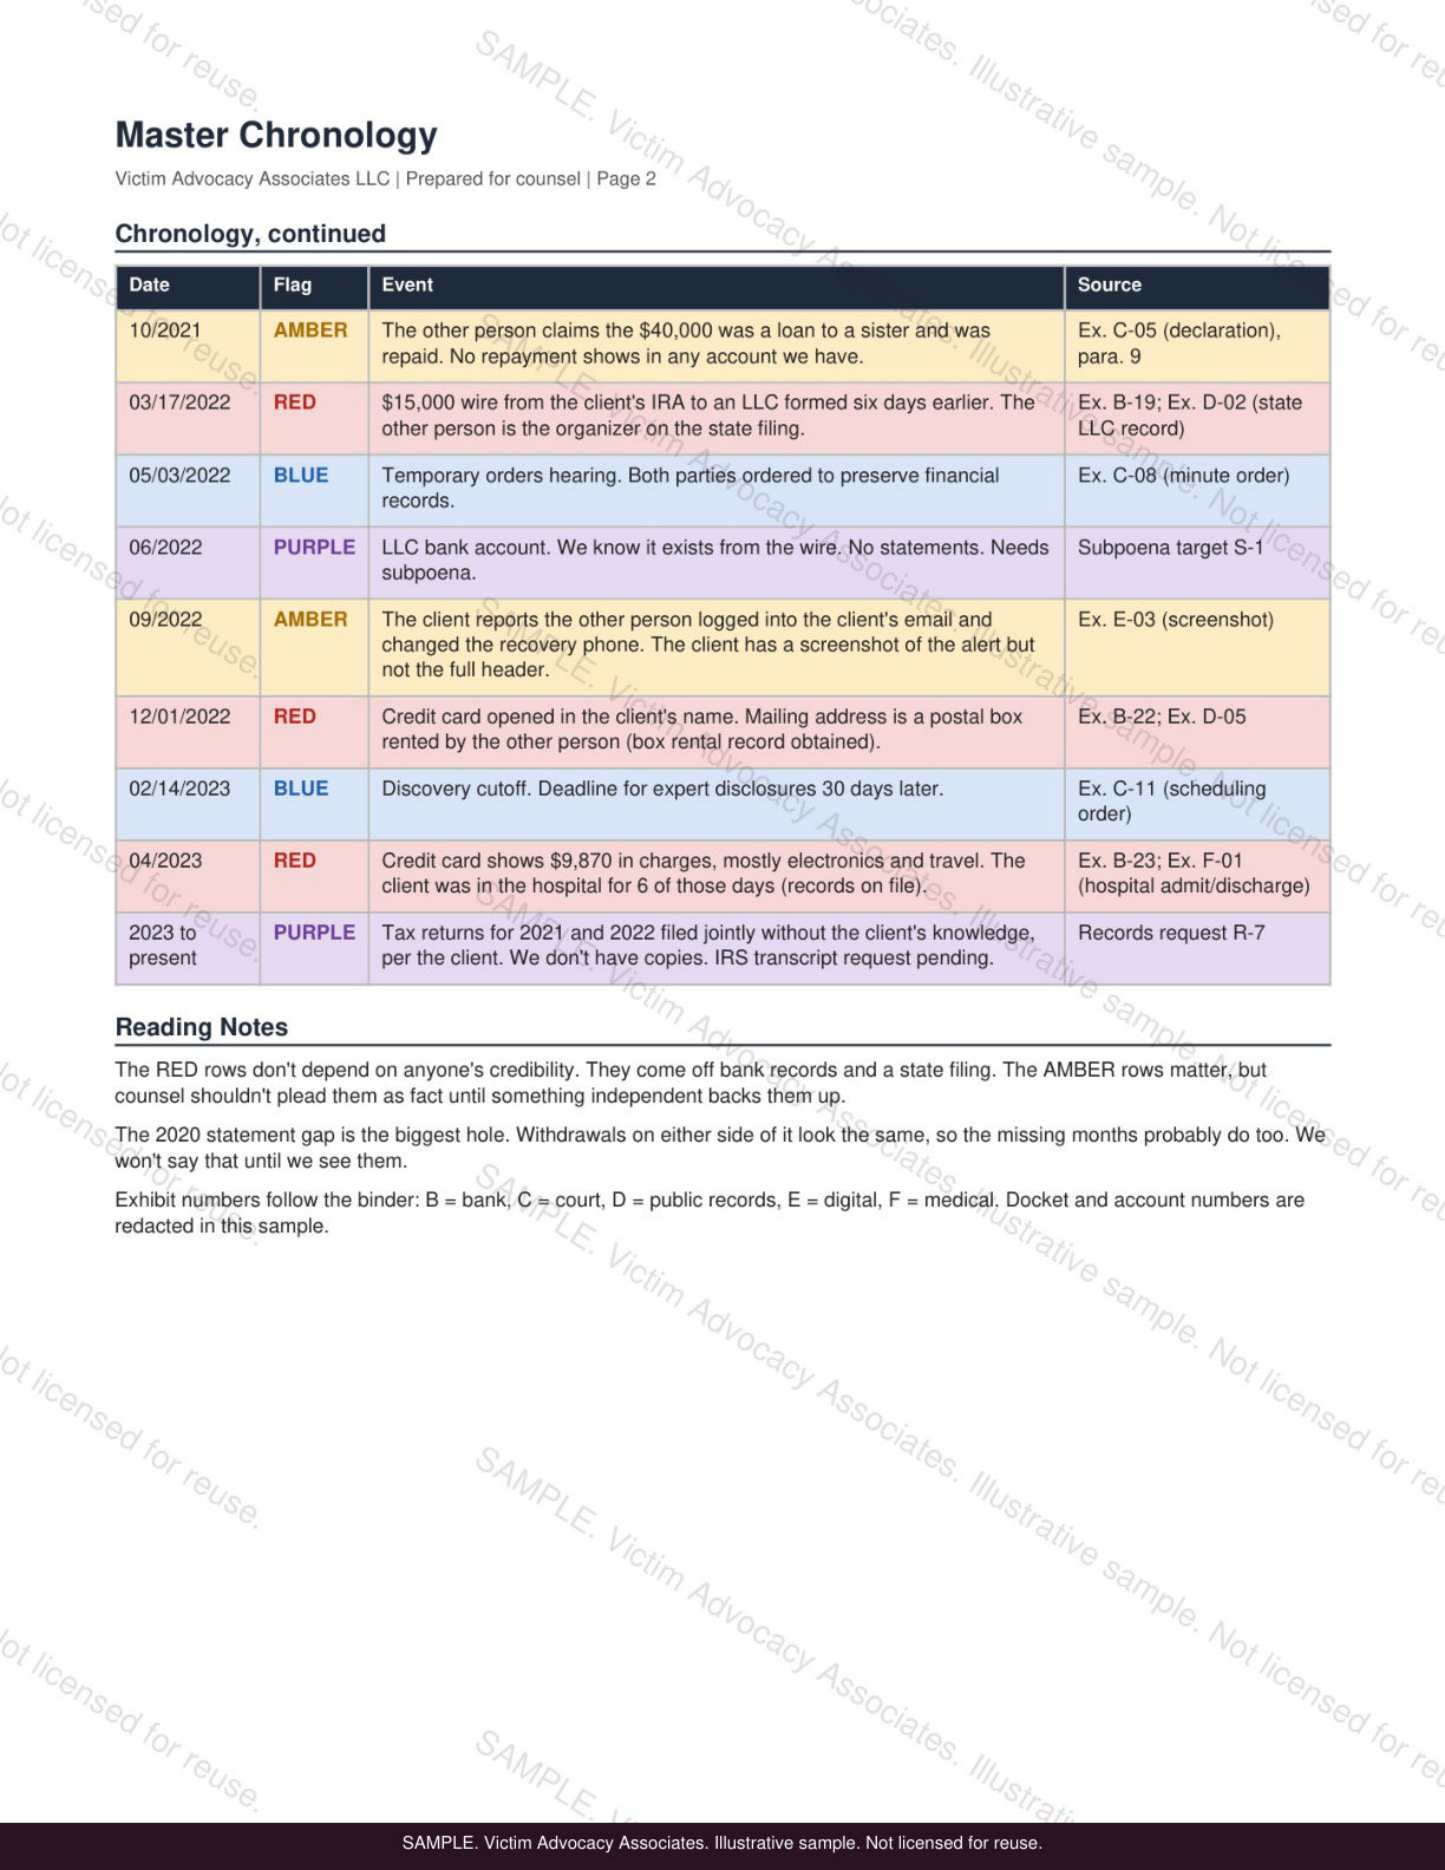 Master Chronology
Victim Advocacy Associates LLC | Prepared for counsel | Page 2
Chronology, continued
Date Flag Event Source
10/2021 AMBER The other person claims the $40,000 was a loan to a sister and was Ex. C-05 (declaration),
repaid. No repayment shows in any account we have. para. 9
03/17/2022 RED $15,000 wire from the client's IRA to an LLC formed six days earlier. The Ex. B-19; Ex. D-02 (state
other person is the organizer on the state filing. LLC record)
05/03/2022 BLUE Temporary orders hearing. Both parties ordered to preserve financial Ex. C-08 (minute order)
records.
06/2022 PURPLE LLC bank account. We know it exists from the wire. No statements. Needs Subpoena target S-1
subpoena.
09/2022 AMBER The client reports the other person logged into the client's email and Ex. E-03 (screenshot)
changed the recovery phone. The client has a screenshot of the alert but
not the full header.
12/01/2022 RED Credit card opened in the client's name. Mailing address is a postal box Ex. B-22; Ex. D-05
rented by the other person (box rental record obtained).
02/14/2023 BLUE Discovery cutoff. Deadline for expert disclosures 30 days later. Ex. C-11 (scheduling
order)
04/2023 RED Credit card shows $9,870 in charges, mostly electronics and travel. The Ex. B-23; Ex. F-01
client was in the hospital for 6 of those days (records on file). (hospital admit/discharge)
2023 to PURPLE Tax returns for 2021 and 2022 filed jointly without the client's knowledge, Records request R-7
present per the client. We don't have copies. IRS transcript request pending.
Reading Notes
The RED rows don't depend on anyone's credibility. They come off bank records and a state filing. The AMBER rows matter, but
counsel shouldn't plead them as fact until something independent backs them up.
The 2020 statement gap is the biggest hole. Withdrawals on either side of it look the same, so the missing months probably do too. We
won't say that until we see them.
Exhibit numbers follow the binder: B = bank, C = court, D = public records, E = digital, F = medical. Docket and account numbers are
redacted in this sample.
SAMPLE. Victim Advocacy Associates. Illustrative sample. Not licensed for reuse.
SAMPLE. Victim Advocacy Associates. Illustrative sample. Not licensed for reuse.